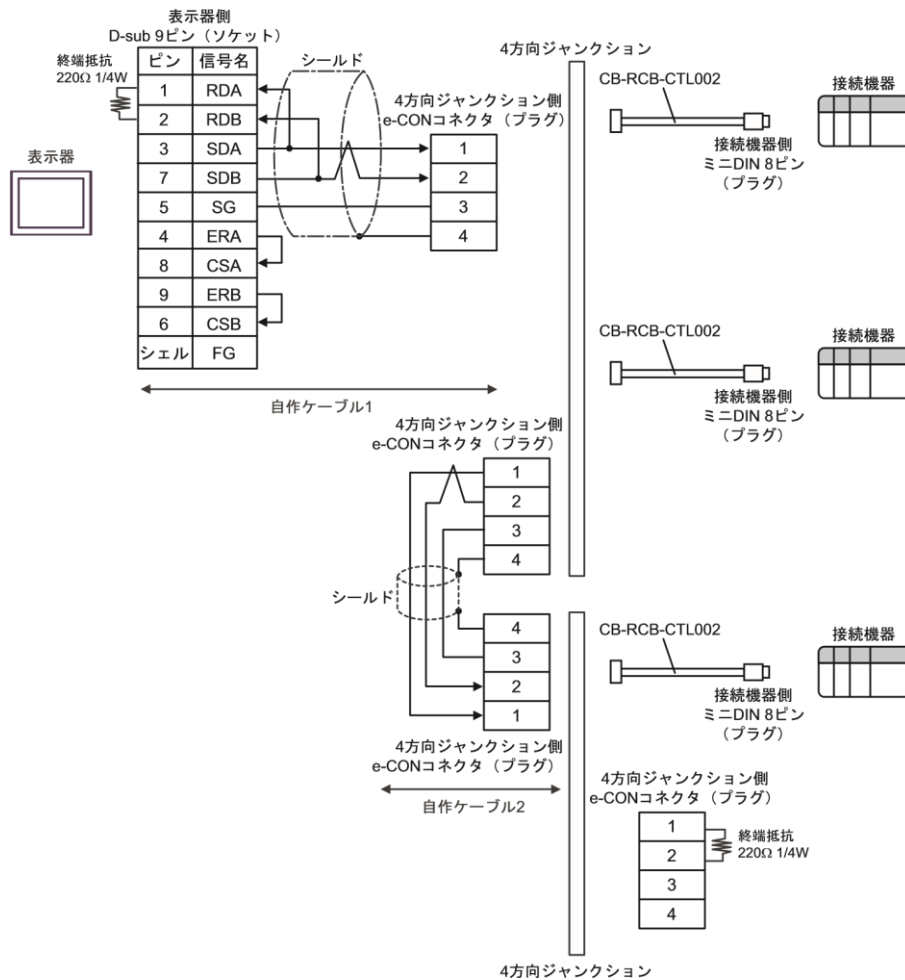 表示器側
D-sub 9ピン（ソケット）
終端抵抗
220Ω 1/4W
ピン 信号名
1 RDA
2 RDB
3 SDA
7 SDB
5 SG
4 ERA
8 CSA
9 ERB
6 CSB
シェル FG
表示器
シールド
4方向ジャンクション側
e-CONコネクタ（プラグ）
1
2
3
4
自作ケーブル1
4方向ジャンクション
CB-RCB-CTL002
接続機器側
ミニDIN 8ピン
（プラグ）
接続機器
CB-RCB-CTL002
接続機器側
ミニDIN 8ピン
（プラグ）
接続機器
4方向ジャンクション側
e-CONコネクタ（プラグ）
1
2
3
4
シールド
4
3
2
1
4方向ジャンクション側
e-CONコネクタ（プラグ）
自作ケーブル2
CB-RCB-CTL002
接続機器側
ミニDIN 8ピン
（プラグ）
接続機器
4方向ジャンクション側
e-CONコネクタ（プラグ）
1
2
3
4
終端抵抗
220Ω 1/4W
4方向ジャンクション